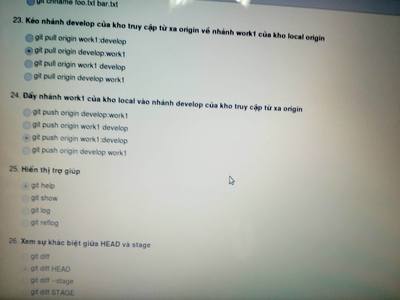 git chname foo.txt bar.txt
23. Kéo nhánh develop của kho truy cập từ xa origin về nhánh work1 của kho local origin
git pull origin work1:develop
git pull origin develop:work1
git pull origin work1 develop
git pull origin develop work1
24. Đẩy nhánh work1 của kho local vào nhánh develop của kho truy cập từ xa origin
git push origin develop:work1
git push origin work1 develop
git push origin work1:develop
git push origin develop work1
25. Hiển thị trợ giúp
git help
git show
git log
git reflog
26. Xem sự khác biệt giữa HEAD và stage
git diff
git diff HEAD
git diff --stage
git diff STAGE